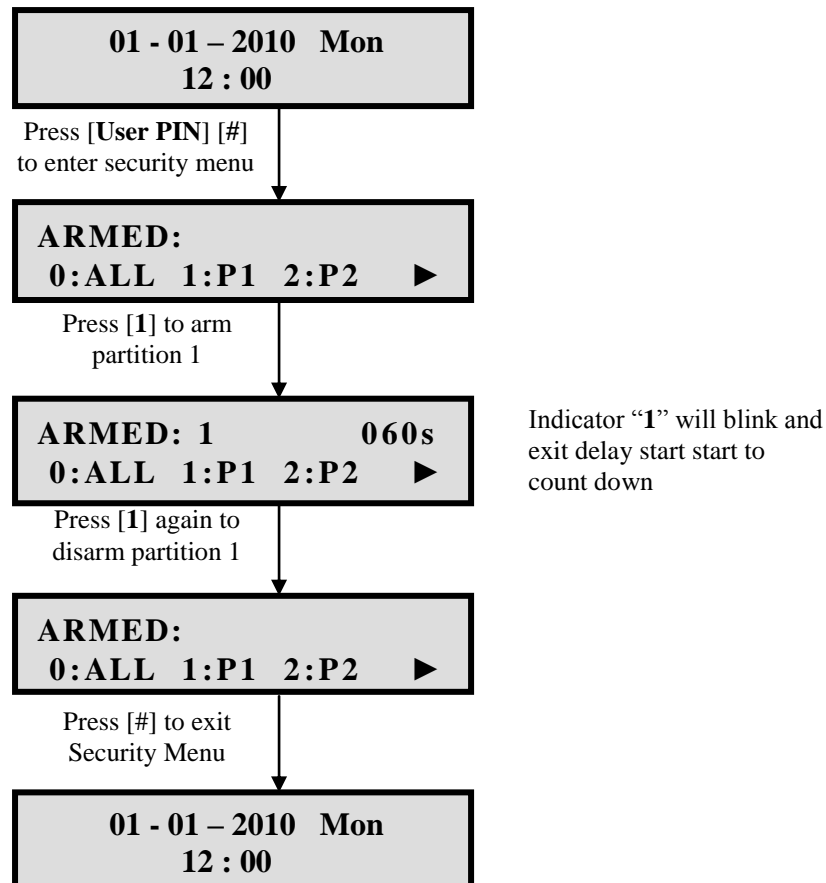 01 - 01 – 2010 Mon
12 : 00
Press [User PIN] [#]
to enter security menu
ARMED:
0:ALL 1:P1 2:P2 ►
Press [1] to arm
partition 1
ARMED: 1 060s
0:ALL 1:P1 2:P2 ►
Indicator “1” will blink and
exit delay start start to
count down
Press [1] again to
disarm partition 1
ARMED:
0:ALL 1:P1 2:P2 ►
Press [#] to exit
Security Menu
01 - 01 – 2010 Mon
12 : 00